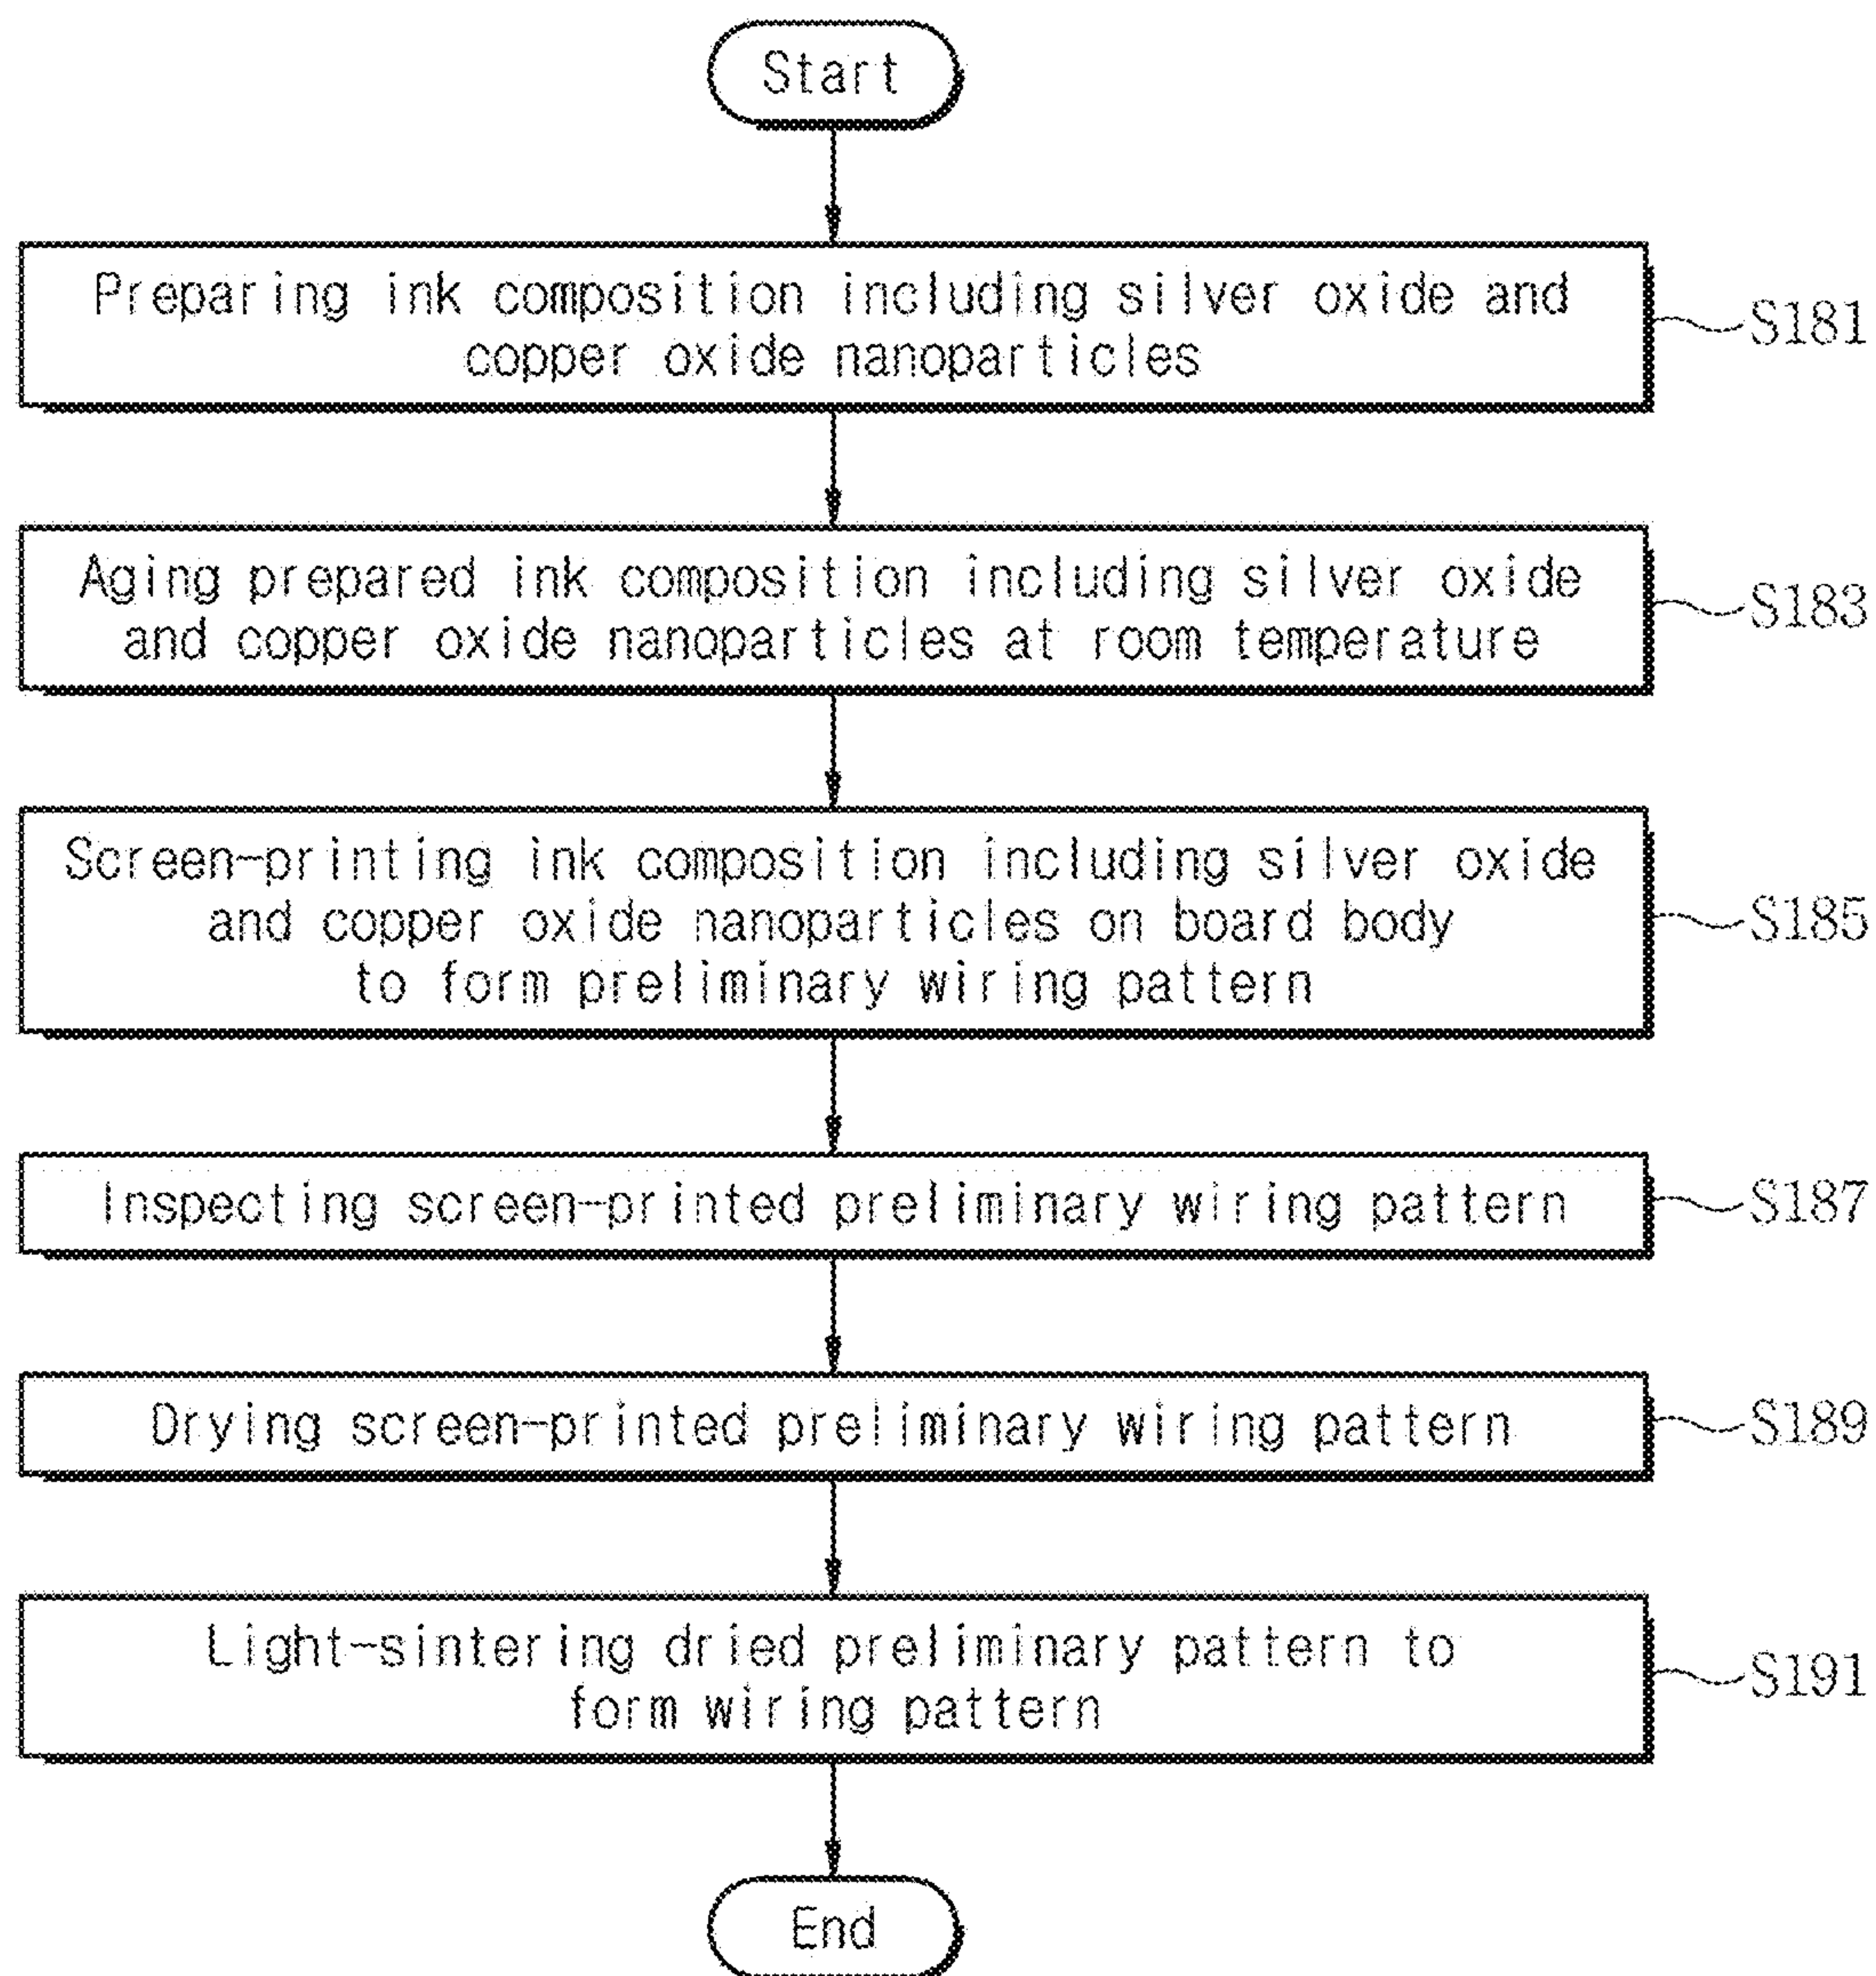 Start
Preparing ink composition including silver oxide and
copper oxide nanoparticles
S181
Aging prepared ink composition including silver oxide
and copper oxide nanoparticles at room temperature
S183
Screen-printing ink composition including silver oxide
and copper oxide nanoparticles on board body
to form preliminary wiring pattern
S185
Inspecting screen-printed preliminary wiring pattern
S187
Drying screen-printed preliminary wiring pattern
S189
Light-sintering dried preliminary pattern to
form wiring pattern
S191
End